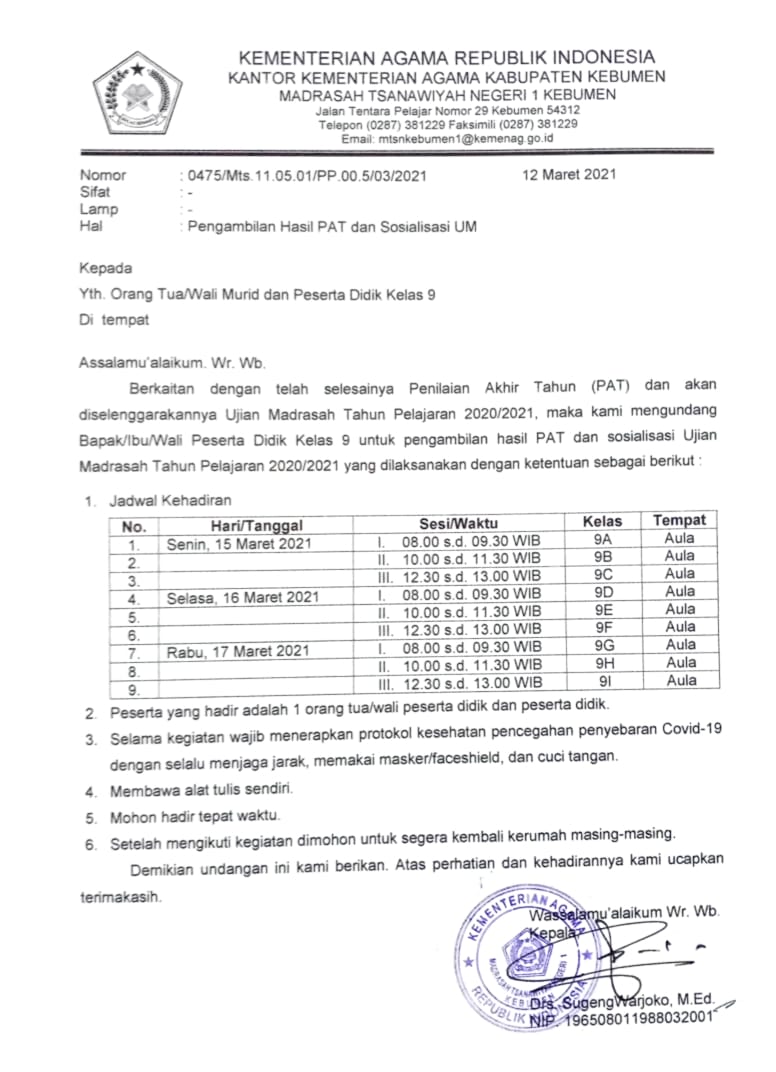 KEMENTERIAN AGAMA REPUBLIK INDONESIA
KANTOR KEMENTERIAN AGAMA KABUPATEN KEBUMEN
MADRASAH TSANAWIYAH NEGERI 1 KEBUMEN
Jalan Tentara Pelajar Nomor 29 Kebumen 54312
Telepon (0287) 381229 Faksimili (0287) 381229
Email: mtsnkebumen1@kemenag.go.id
Nomor : 0475/Mts.11.05.01/PP.00.5/03/2021 12 Maret 2021
Sifat : -
Lamp : -
Hal : Pengambilan Hasil PAT dan Sosialisasi UM
Kepada
Yth. Orang Tua/Wali Murid dan Peserta Didik Kelas 9
Di tempat
Assalamu'alaikum. Wr. Wb.
Berkaitan dengan telah selesainya Penilaian Akhir Tahun (PAT) dan akan
diselenggarakannya Ujian Madrasah Tahun Pelajaran 2020/2021, maka kami mengundang
Bapak/Ibu/Wali Peserta Didik Kelas 9 untuk pengambilan hasil PAT dan sosialisasi Ujian
Madrasah Tahun Pelajaran 2020/2021 yang dilaksanakan dengan ketentuan sebagai berikut :
1. Jadwal Kehadiran
No. Hari/Tanggal Sesi/Waktu Kelas Tempat
1. Senin, 15 Maret 2021 I. 08.00 s.d. 09.30 WIB 9A Aula
2. II. 10.00 s.d. 11.30 WIB 9B Aula
3. III. 12.30 s.d. 13.00 WIB 9C Aula
4. Selasa, 16 Maret 2021 I. 08.00 s.d. 09.30 WIB 9D Aula
5. II. 10.00 s.d. 11.30 WIB 9E Aula
6. III. 12.30 s.d. 13.00 WIB 9F Aula
7. Rabu, 17 Maret 2021 I. 08.00 s.d. 09.30 WIB 9G Aula
8. II. 10.00 s.d. 11.30 WIB 9H Aula
9. III. 12.30 s.d. 13.00 WIB 9I Aula
2. Peserta yang hadir adalah 1 orang tua/wali peserta didik dan peserta didik.
3. Selama kegiatan wajib menerapkan protokol kesehatan pencegahan penyebaran Covid-19
dengan selalu menjaga jarak, memakai masker/faceshield, dan cuci tangan.
4. Membawa alat tulis sendiri.
5. Mohon hadir tepat waktu.
6. Setelah mengikuti kegiatan dimohon untuk segera kembali kerumah masing-masing.
Demikian undangan ini kami berikan. Atas perhatian dan kehadirannya kami ucapkan
terimakasih.
Wassalamu'alaikum Wr. Wb.
Kepala
KEMENTERIAN AGAMA
MADRASAH TSANAWIYAH NEGERI 1
KEBUMEN
REPUBLIK INDONESIA
Drs. SugengWarjoko, M.Ed.
NIP. 196508011988032001